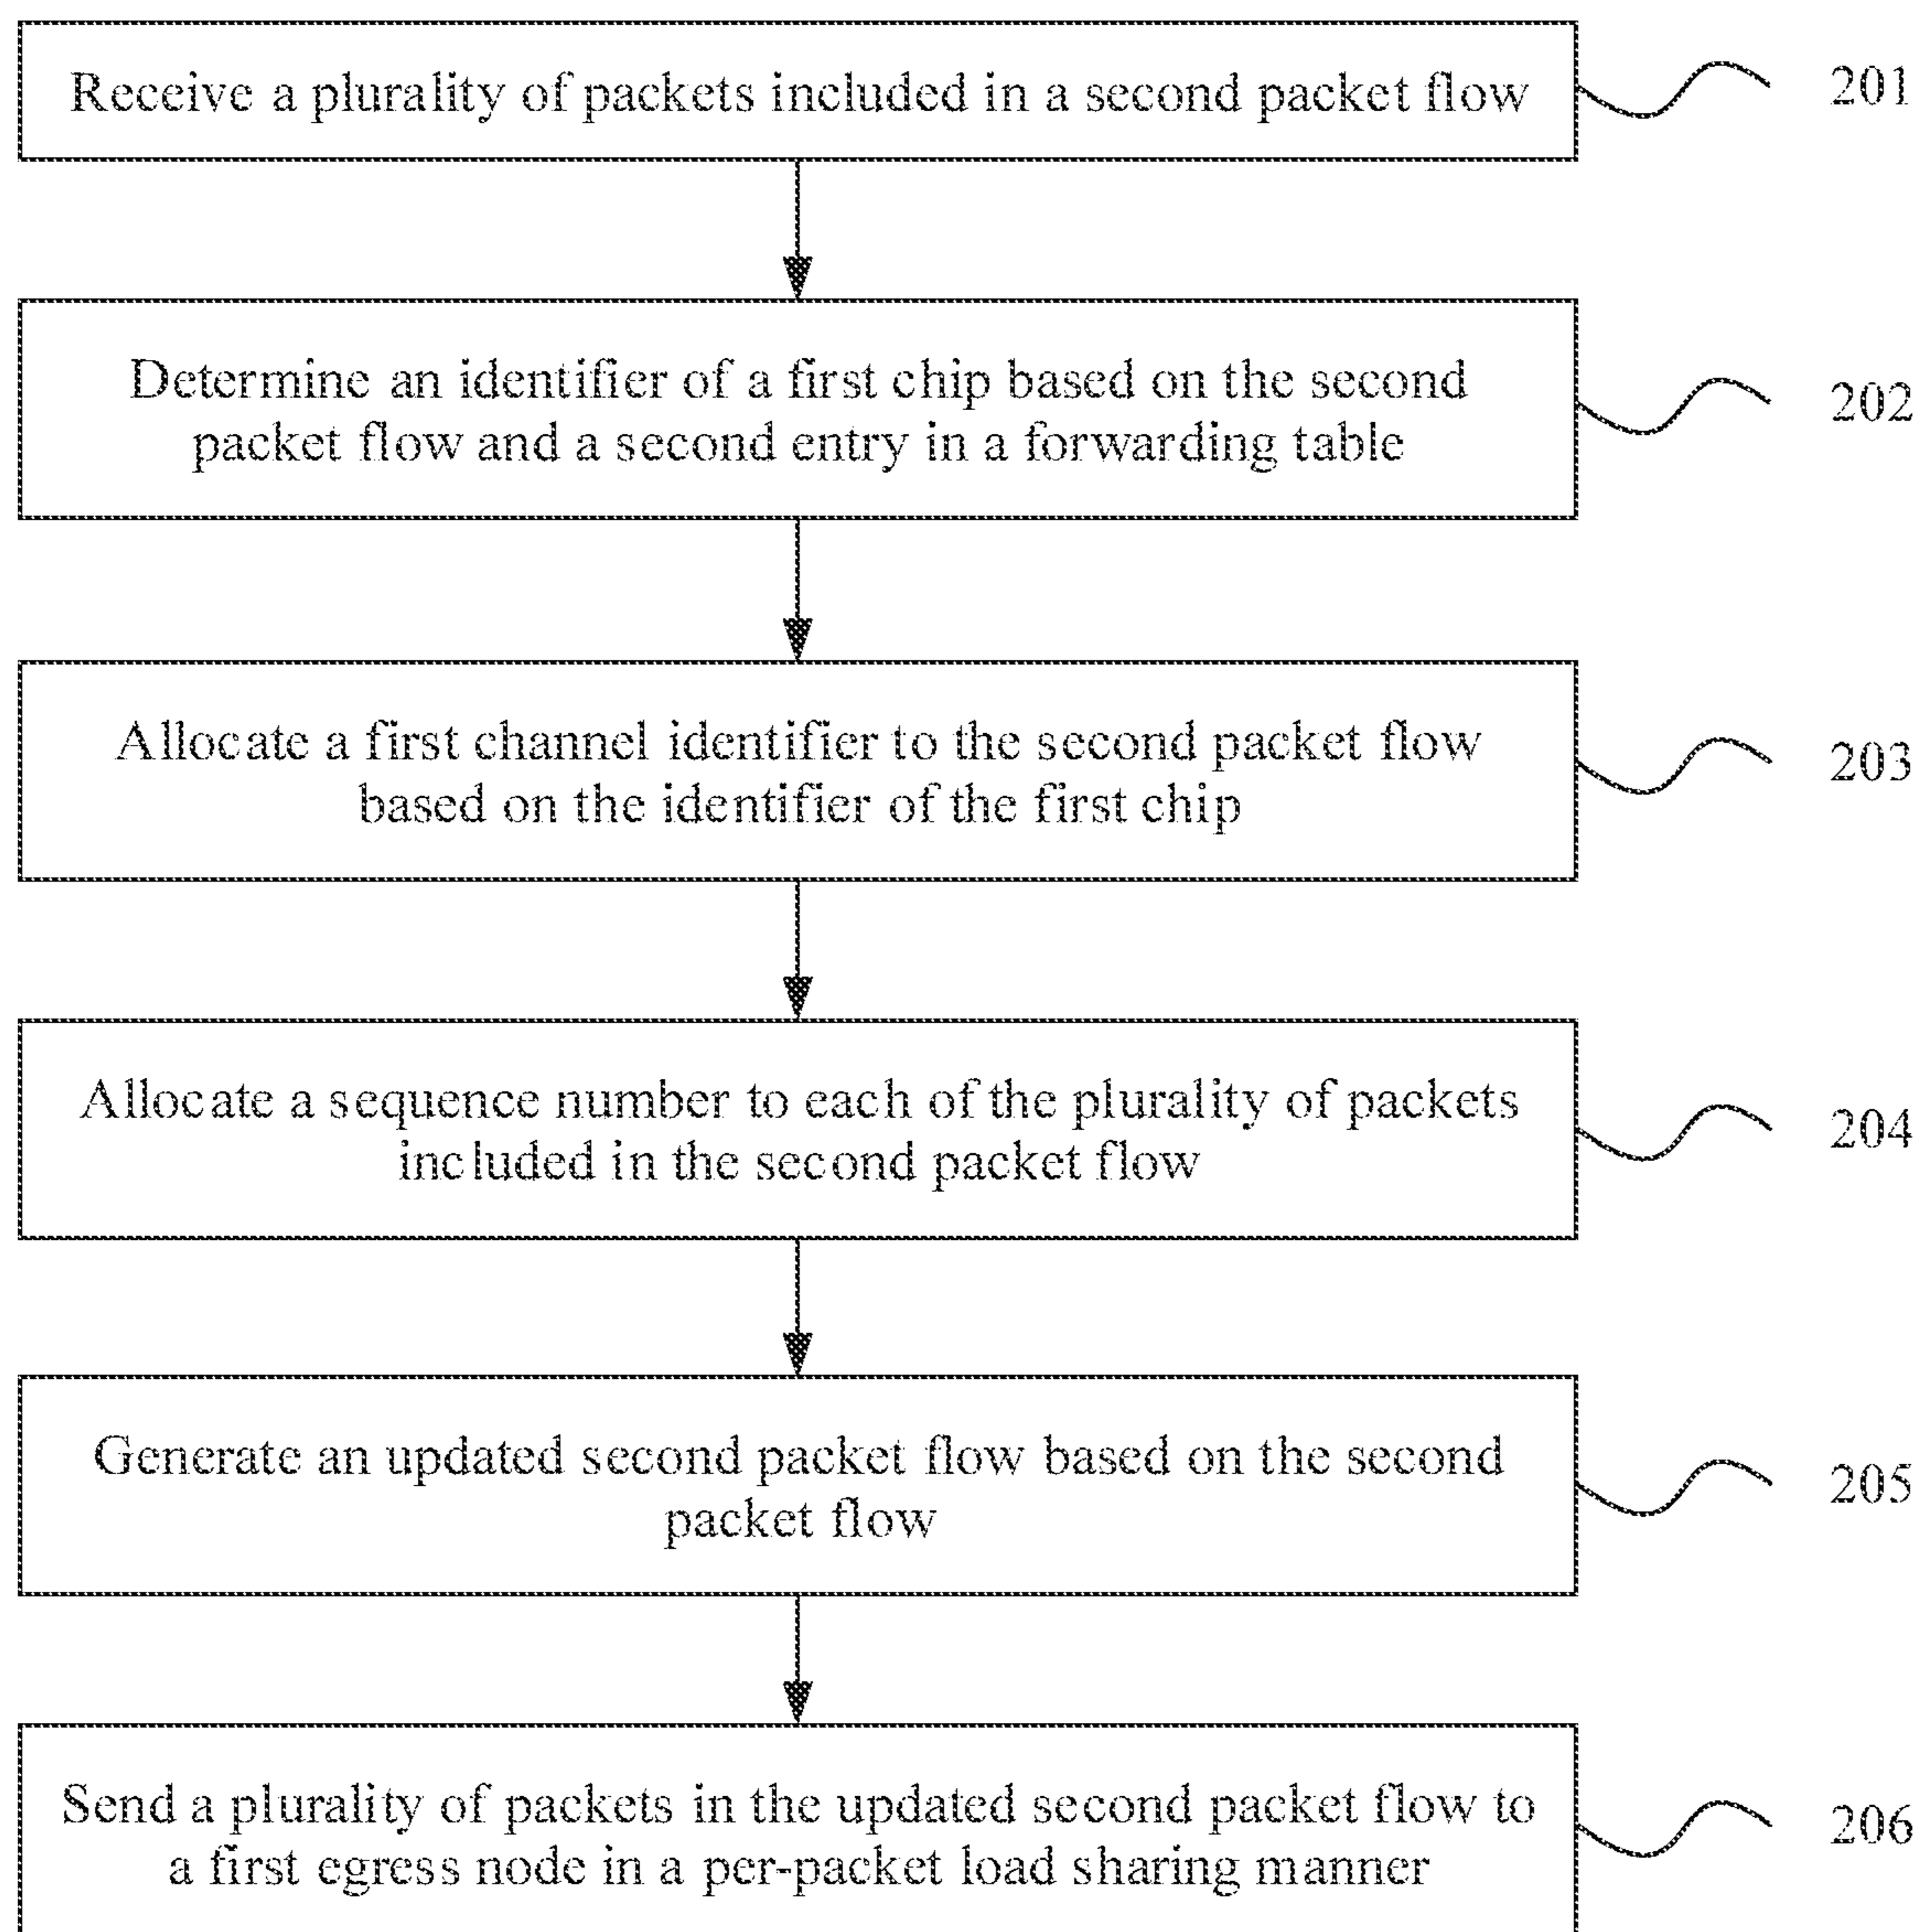 Receive a plurality of packets included in a second packet flow
201
Determine an identifier of a first chip based on the second
packet flow and a second entry in a forwarding table
202
Allocate a first channel identifier to the second packet flow
based on the identifier of the first chip
203
Allocate a sequence number to each of the plurality of packets
included in the second packet flow
204
Generate an updated second packet flow based on the second
packet flow
205
Send a plurality of packets in the updated second packet flow to
a first egress node in a per-packet load sharing manner
206